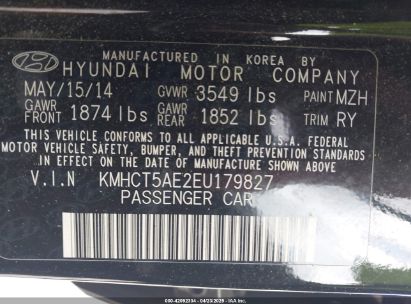 MANUFACTURED IN KOREA BY
HYUNDAI MOTOR COMPANY
MAY/15/14 GVWR 3549 lbs PAINT MZH
GAWR FRONT 1874 lbs GAWR REAR 1852 lbs TRIM RY
THIS VEHICLE CONFORMS TO ALL APPLICABLE U.S.A. FEDERAL
MOTOR VEHICLE SAFETY, BUMPER, AND THEFT PREVENTION STANDARDS
IN EFFECT ON THE DATE OF MANUFACTURE SHOWN ABOVE.
V.I.N KMHCT5AE2EU179827
PASSENGER CAR